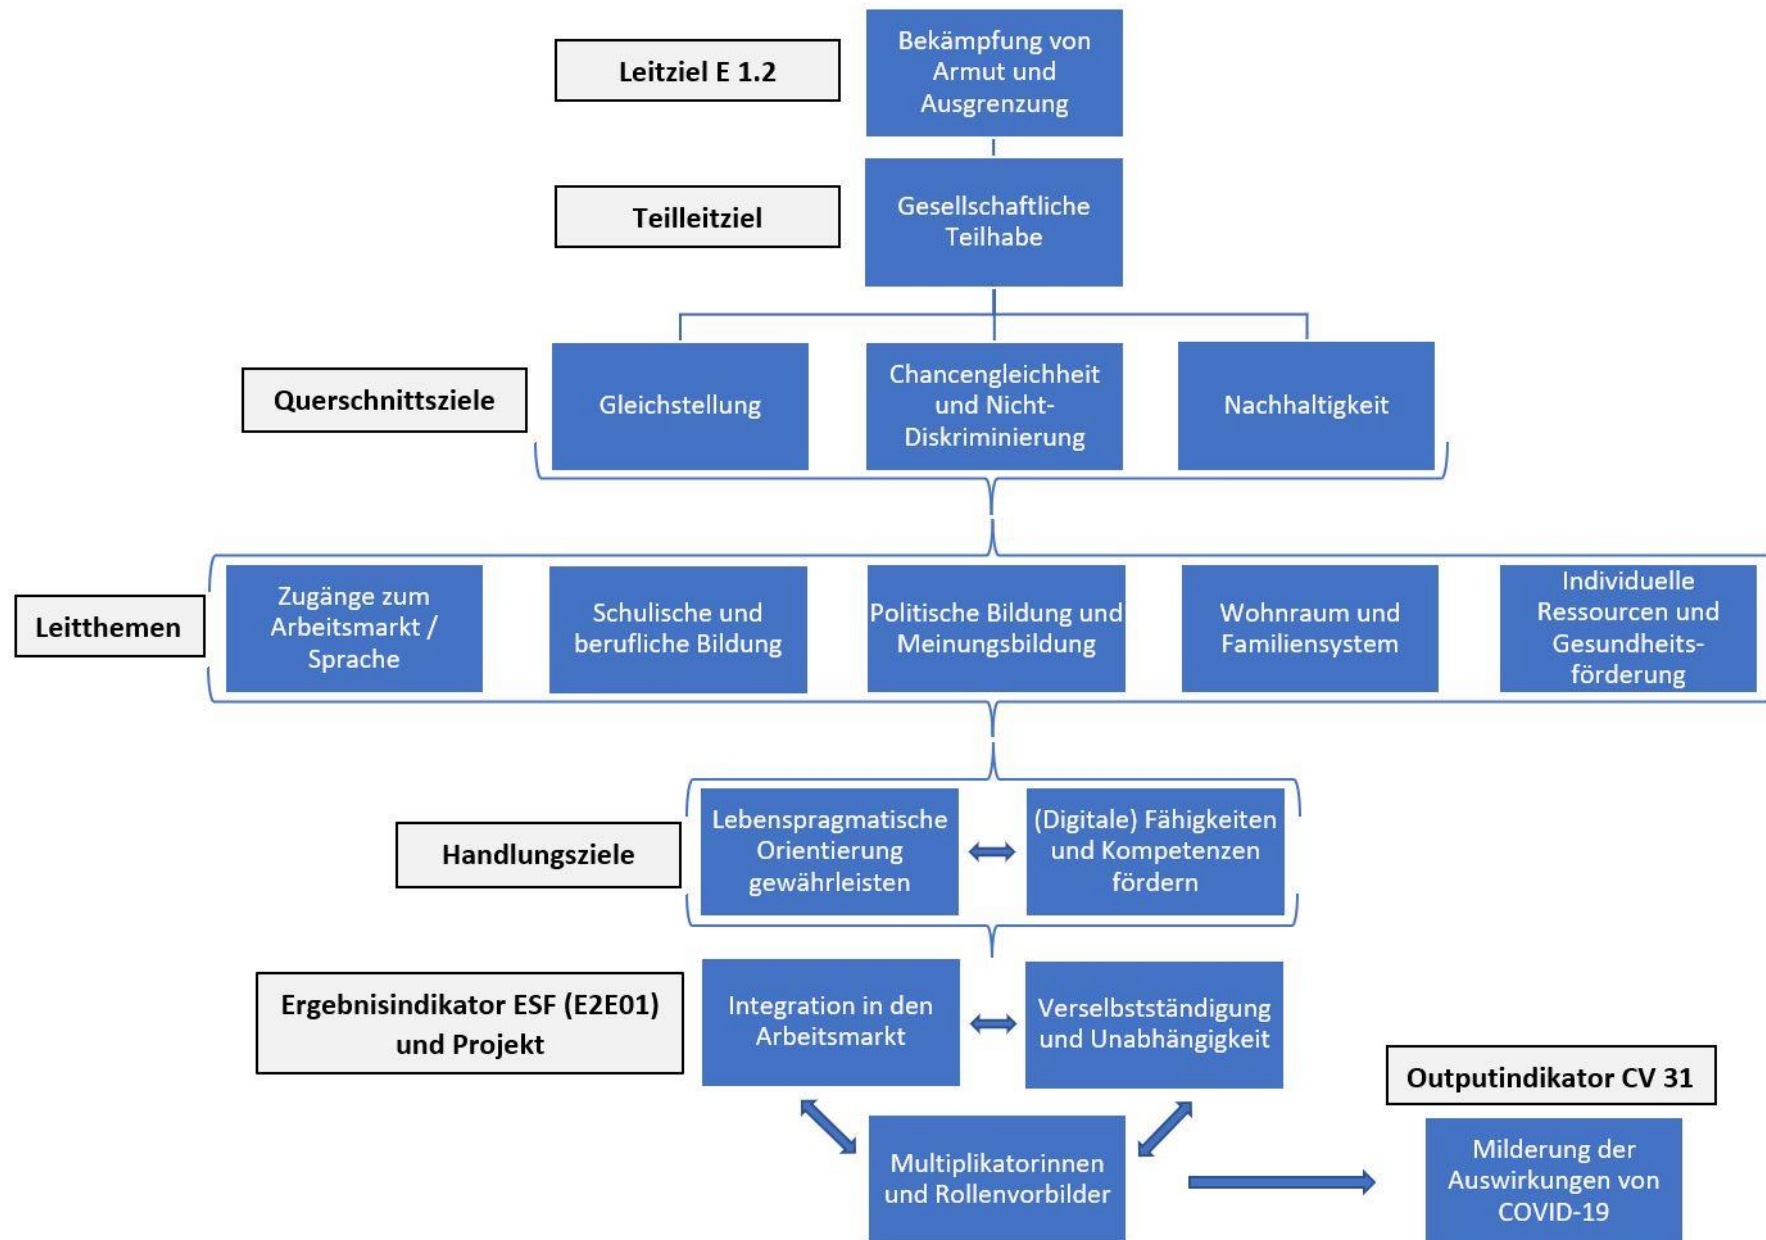 Leitziel E 1.2
Bekämpfung von
Armut und
Ausgrenzung
Teilleitziel
Gesellschaftliche
Teilhabe
Querschnittsziele
Gleichstellung
Chancengleichheit
und Nicht-
Diskriminierung
Nachhaltigkeit
Leitthemen
Zugänge zum
Arbeitsmarkt /
Sprache
Schulische und
berufliche Bildung
Politische Bildung und
Meinungsbildung
Wohnraum und
Familiensystem
Individuelle
Ressourcen und
Gesundheits-
förderung
Handlungsziele
Lebenspragmatische
Orientierung
gewährleisten
(Digitale) Fähigkeiten
und Kompetenzen
fördern
Ergebnisindikator ESF (E2E01)
und Projekt
Integration in den
Arbeitsmarkt
Verselbstständigung
und Unabhängigkeit
Multiplikatorinnen
und Rollenvorbilder
Outputindikator CV 31
Milderung der
Auswirkungen von
COVID-19